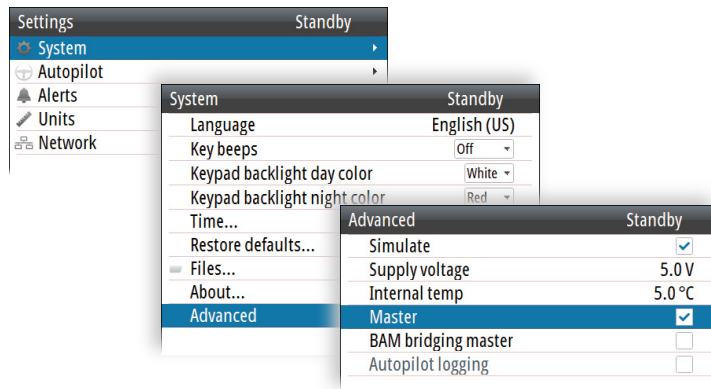 Settings Standby
System
Autopilot
Alerts
Units
Network
System Standby
Language English (US)
Key beeps Off
Keypad backlight day color White
Keypad backlight night color Red
Time...
Restore defaults...
Files...
About...
Advanced
Advanced Standby
Simulate
Supply voltage 5.0 V
Internal temp 5.0 °C
Master
BAM bridging master
Autopilot logging